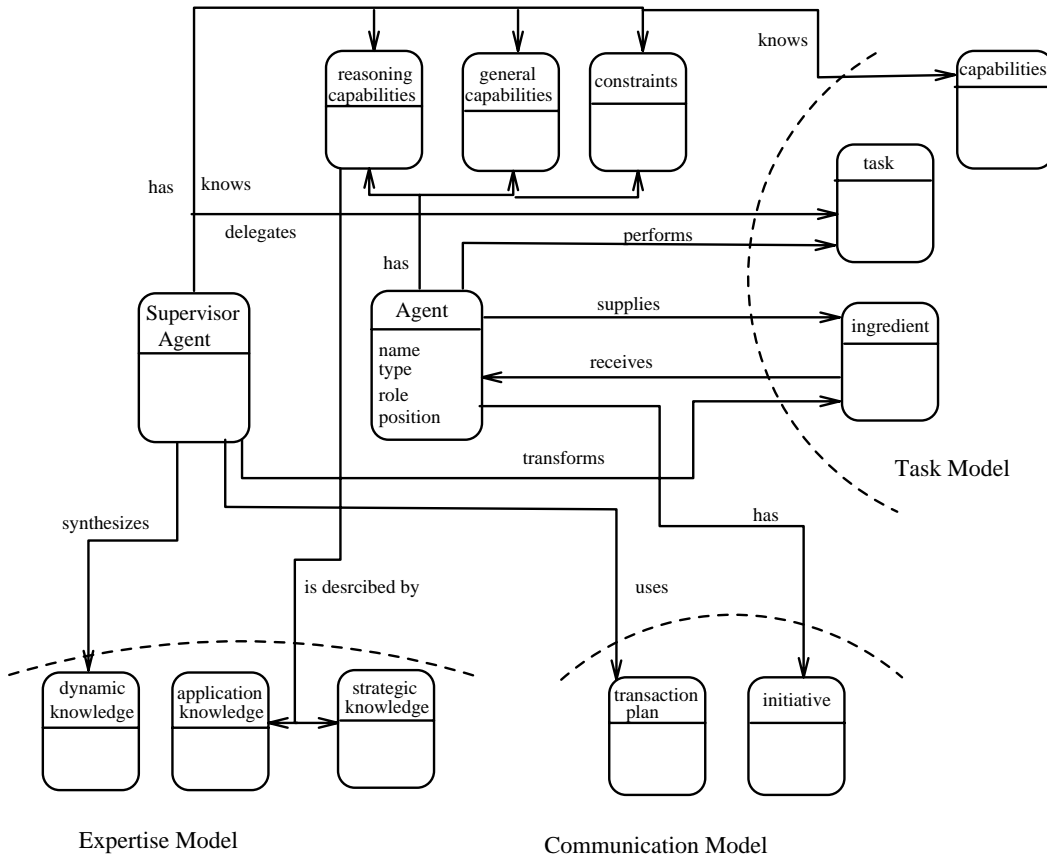 knows
reasoning
capabilities
general
capabilities
constraints
capabilities
task
has
knows
delegates
performs
has
Supervisor
Agent
Agent
name
type
role
position
supplies
receives
ingredient
transforms
Task Model
synthesizes
has
is desrcibed by
uses
dynamic
knowledge
application
knowledge
strategic
knowledge
transaction
plan
initiative
Expertise Model
Communication Model